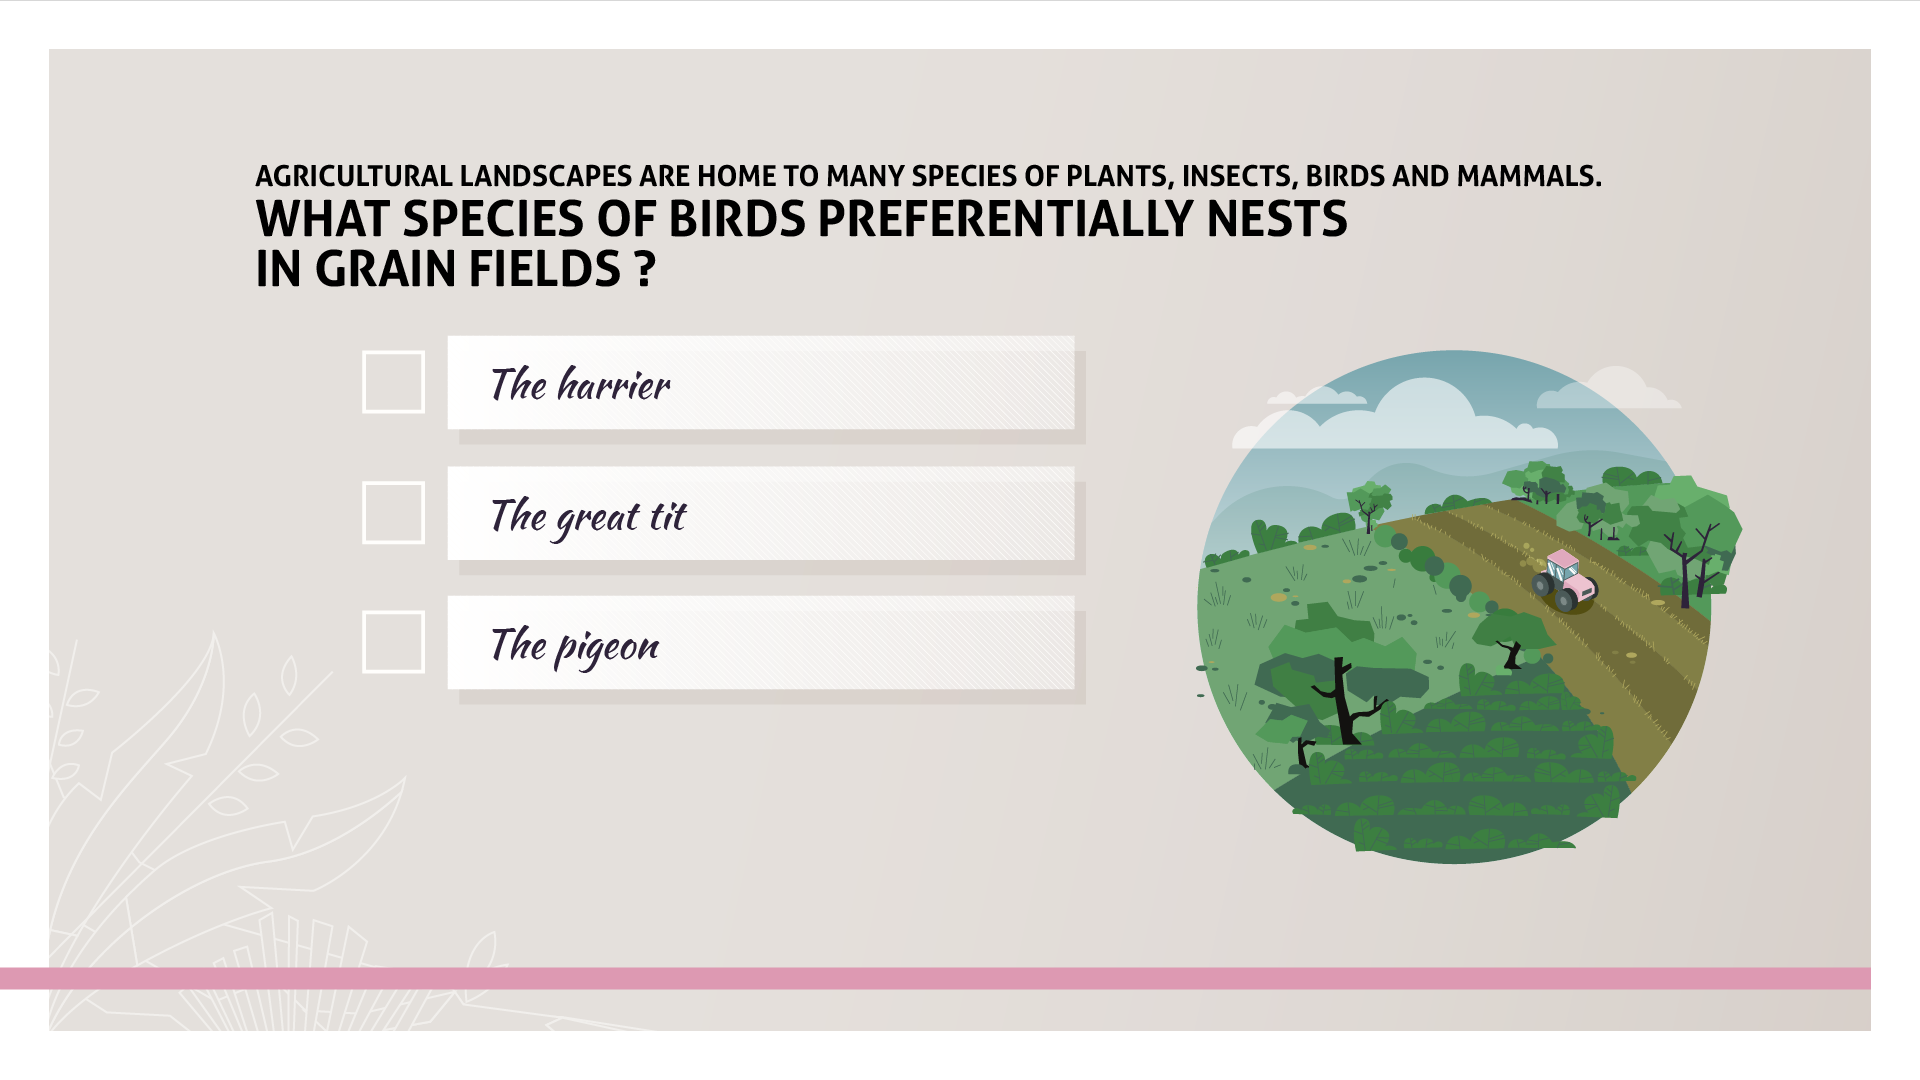 AGRICULTURAL LANDSCAPES ARE HOME TO MANY SPECIES OF PLANTS, INSECTS, BIRDS AND MAMMALS.
WHAT SPECIES OF BIRDS PREFERENTIALLY NESTS
IN GRAIN FIELDS ?
The harrier
The great tit
The pigeon